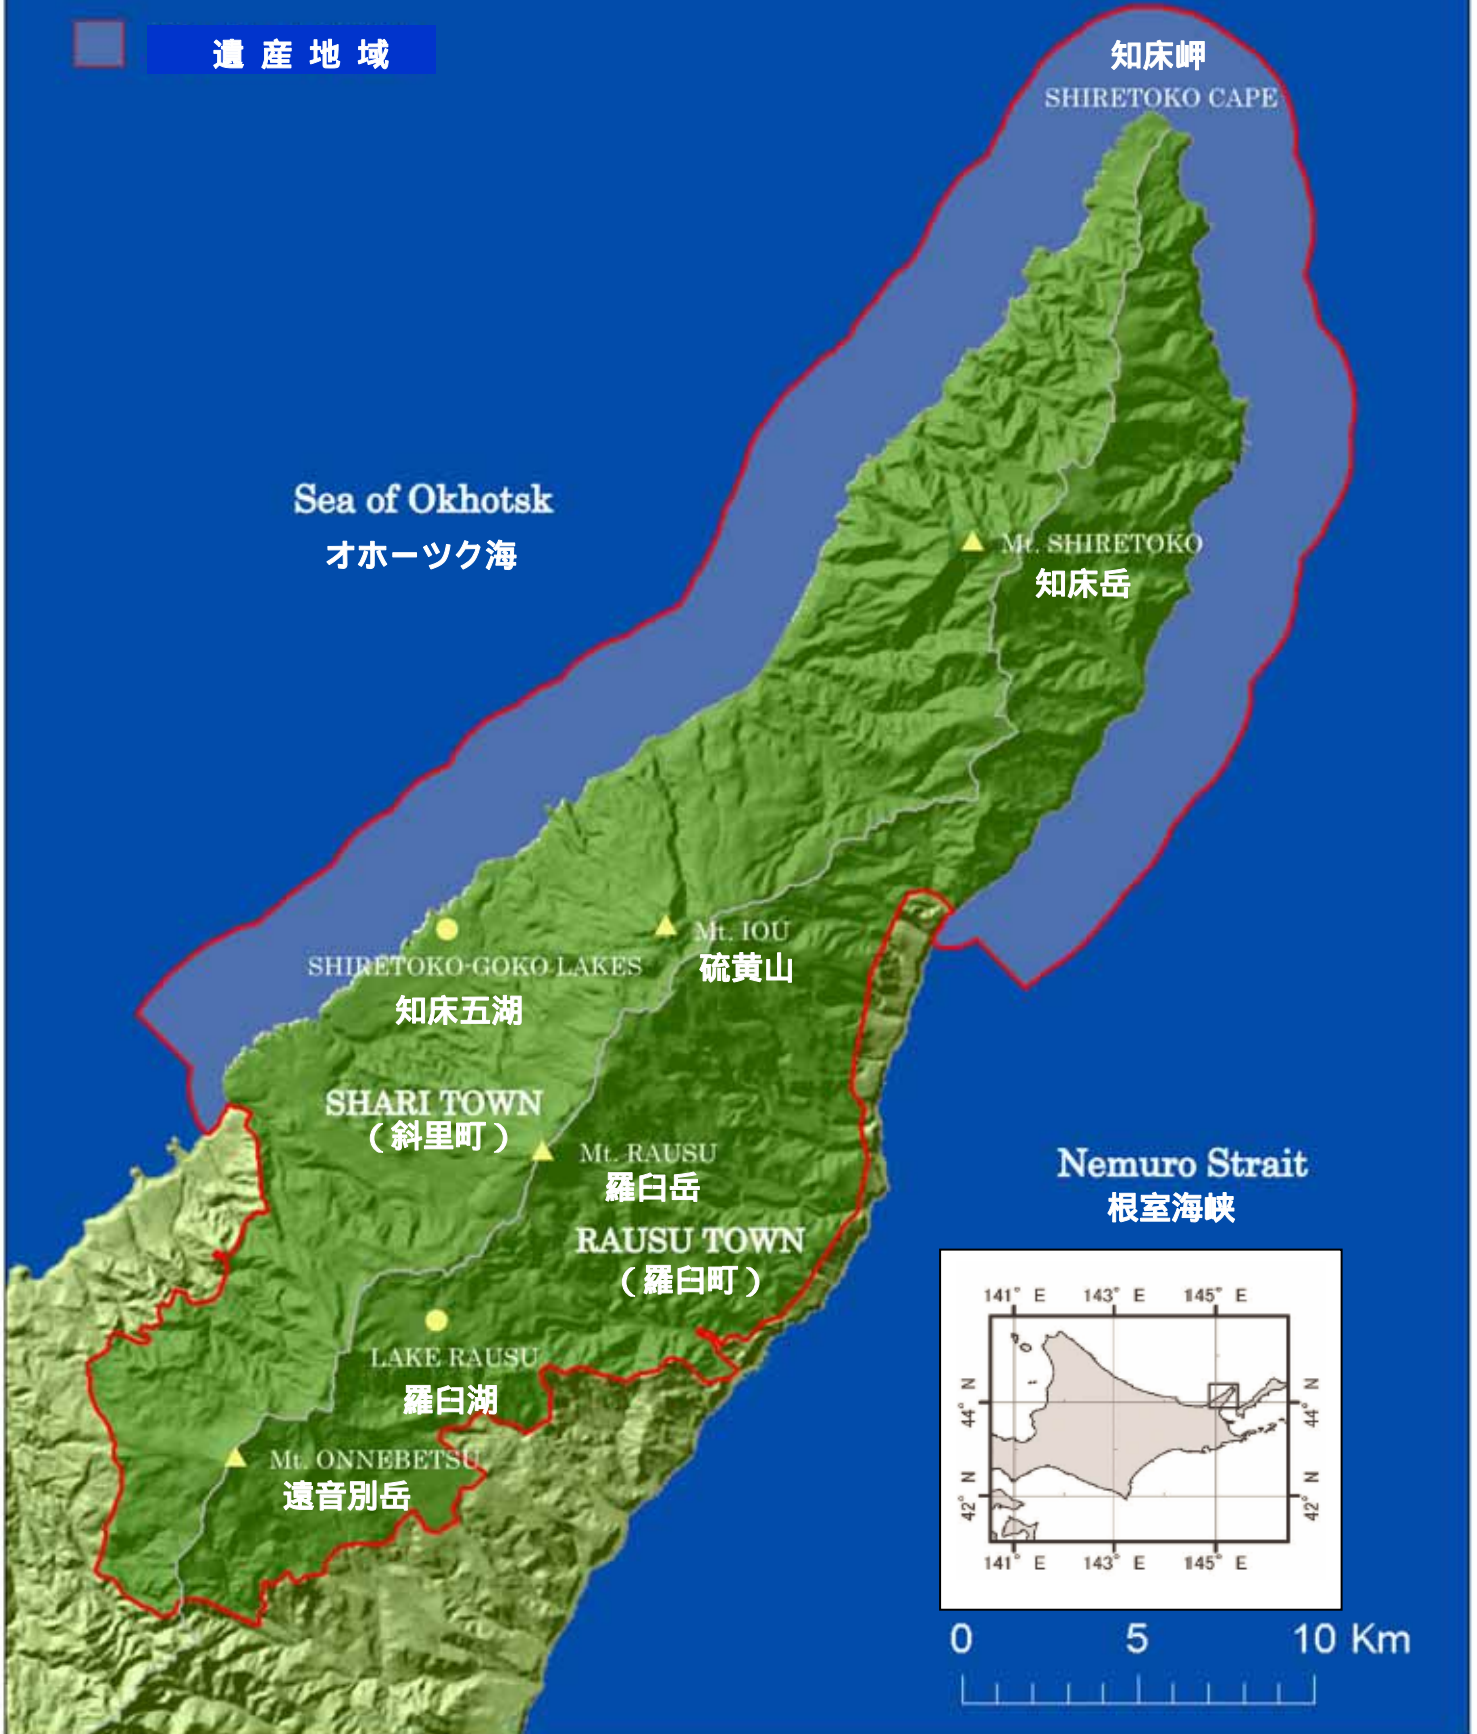 遺産地域
知床岬
SHIRETOKO CAPE
Sea of Okhotsk
オホーツク海
Mt. SHIRETOKO
知床岳
Mt. IOU
硫黄山
SHIRETOKO-GOKO LAKES
知床五湖
SHARI TOWN
（斜里町）
Mt. RAUSU
羅臼岳
Nemuro Strait
根室海峡
RAUSU TOWN
（羅臼町）
LAKE RAUSU
羅臼湖
Mt. ONNEBETSU
遠音別岳
141° E 143° E 145° E
44° N 44° N
42° N 42° N
141° E 143° E 145° E
0 5 10 Km